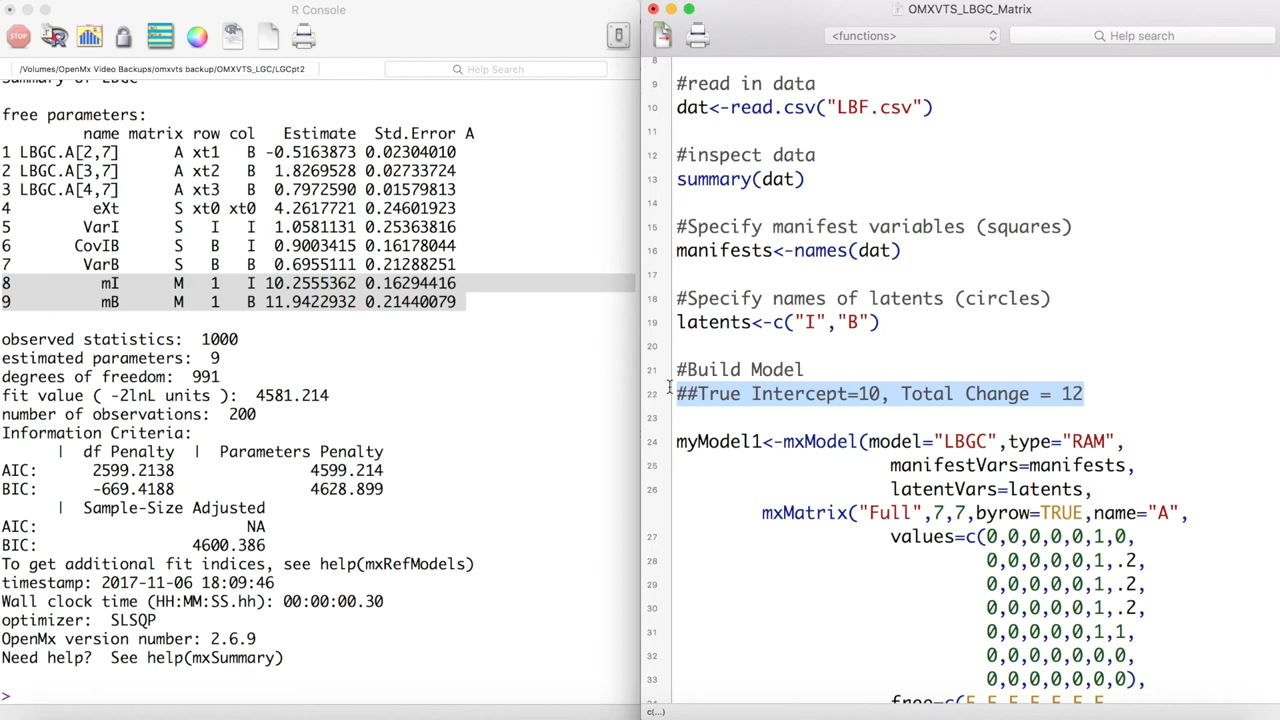 R Console
STOP
/Volumes/OpenMx Video Backups/omxvts backup/OMXVTS_LGC/LGCpt2
Help Search
Summary of LBGC
free parameters:
name matrix row col Estimate Std.Error A
1 LBGC.A[2,7] A xt1 B -0.5163873 0.02304010
2 LBGC.A[3,7] A xt2 B 1.8269528 0.02733724
3 LBGC.A[4,7] A xt3 B 0.7972590 0.01579813
4 eXt S xt0 xt0 4.2617721 0.24601923
5 VarI S I I 1.0581131 0.25363816
6 CovIB S B I 0.9003415 0.16178044
7 VarB S B B 0.6955111 0.21288251
8 mI M 1 I 10.2555362 0.16294416
9 mB M 1 B 11.9422932 0.21440079
observed statistics: 1000
estimated parameters: 9
degrees of freedom: 991
fit value ( -2lnL units ): 4581.214
number of observations: 200
Information Criteria:
| df Penalty | Parameters Penalty
AIC: 2599.2138 4599.214
BIC: -669.4188 4628.899
| Sample-Size Adjusted
AIC: NA
BIC: 4600.386
To get additional fit indices, see help(mxRefModels)
timestamp: 2017-11-06 18:09:46
Wall clock time (HH:MM:SS.hh): 00:00:00.30
optimizer: SLSQP
OpenMx version number: 2.6.9
Need help? See help(mxSummary)
>
OMXVTS_LBGC_Matrix
<functions>
Help search
8
9 #read in data
10 dat<-read.csv("LBF.csv")
11
12 #inspect data
13 summary(dat)
14
15 #Specify manifest variables (squares)
16 manifests<-names(dat)
17
18 #Specify names of latents (circles)
19 latents<-c("I","B")
20
21 #Build Model
22 ##True Intercept=10, Total Change = 12
23
24 myModel1<-mxModel(model="LBGC",type="RAM",
25 manifestVars=manifests,
26 latentVars=latents,
mxMatrix("Full",7,7,byrow=TRUE,name="A",
27 values=c(0,0,0,0,0,1,0,
28 0,0,0,0,0,1,.2,
29 0,0,0,0,0,1,.2,
30 0,0,0,0,0,1,.2,
31 0,0,0,0,0,1,1,
32 0,0,0,0,0,0,0,
33 0,0,0,0,0,0,0),
34 free=c(F,F,F,F,F,F,F,
c(...)